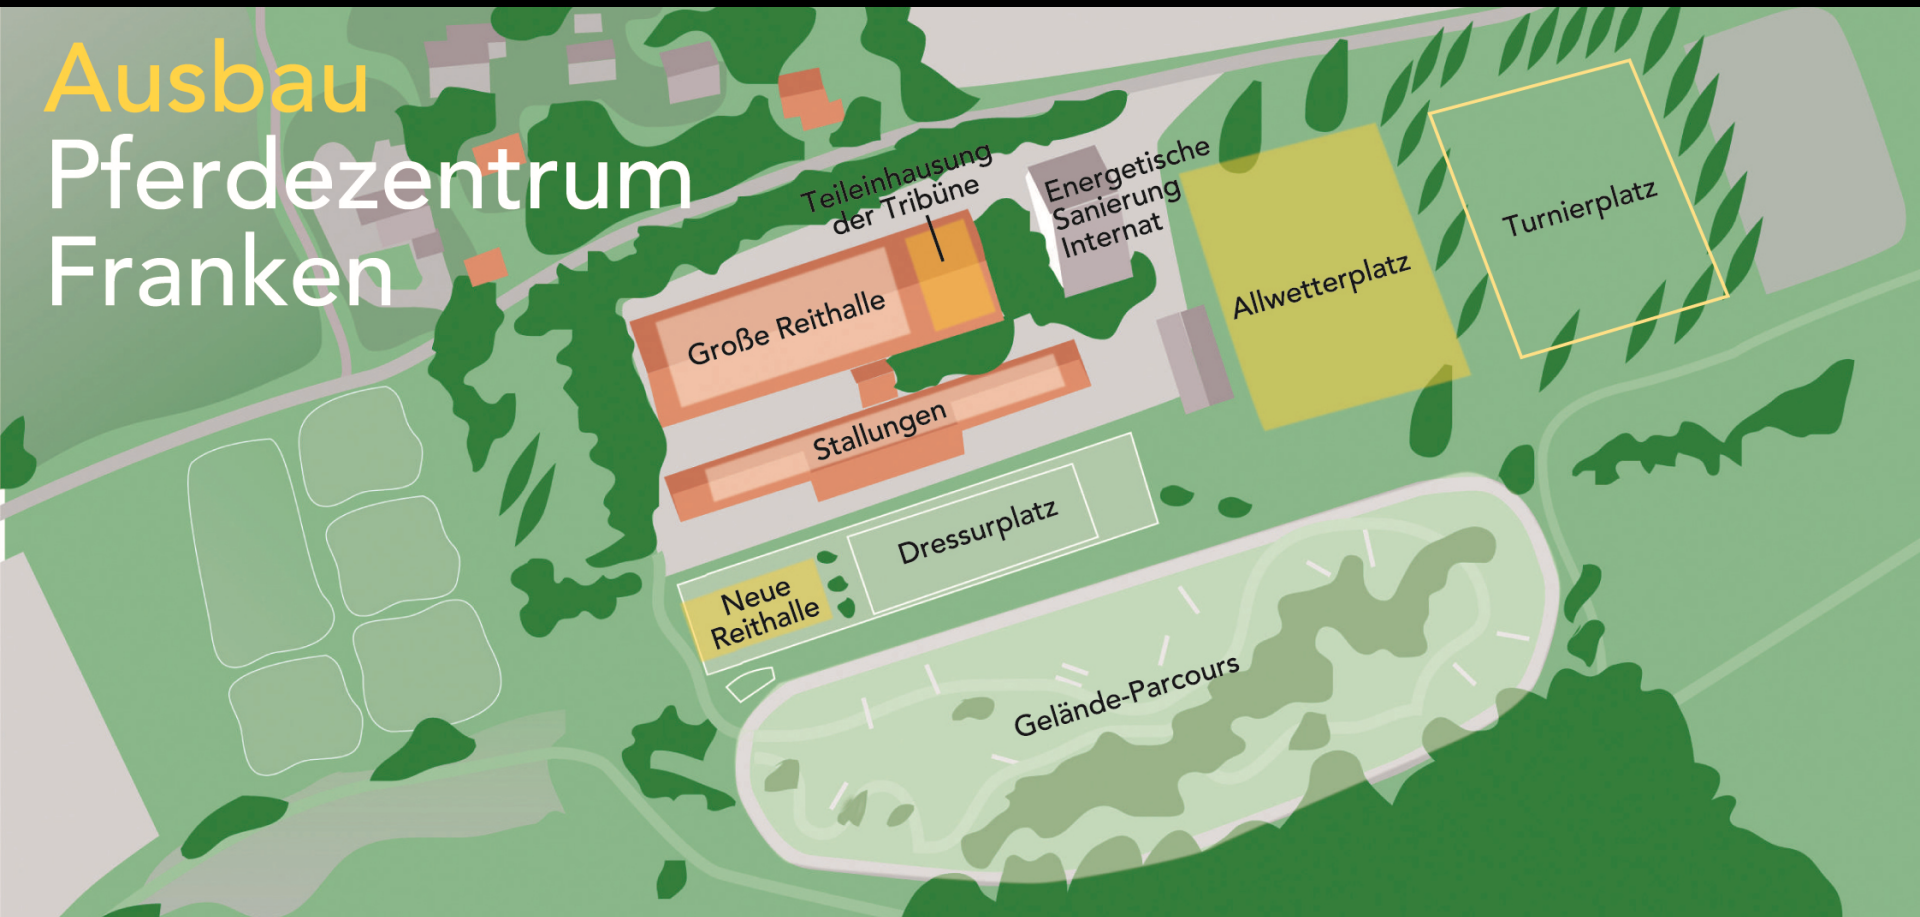 Ausbau
Pferdezentrum
Franken
Teileinhausung
der Tribüne
Energetische
Sanierung
Internat
Turnierplatz
Allwetterplatz
Große Reithalle
Stallungen
Dressurplatz
Neue
Reithalle
Gelände-Parcours